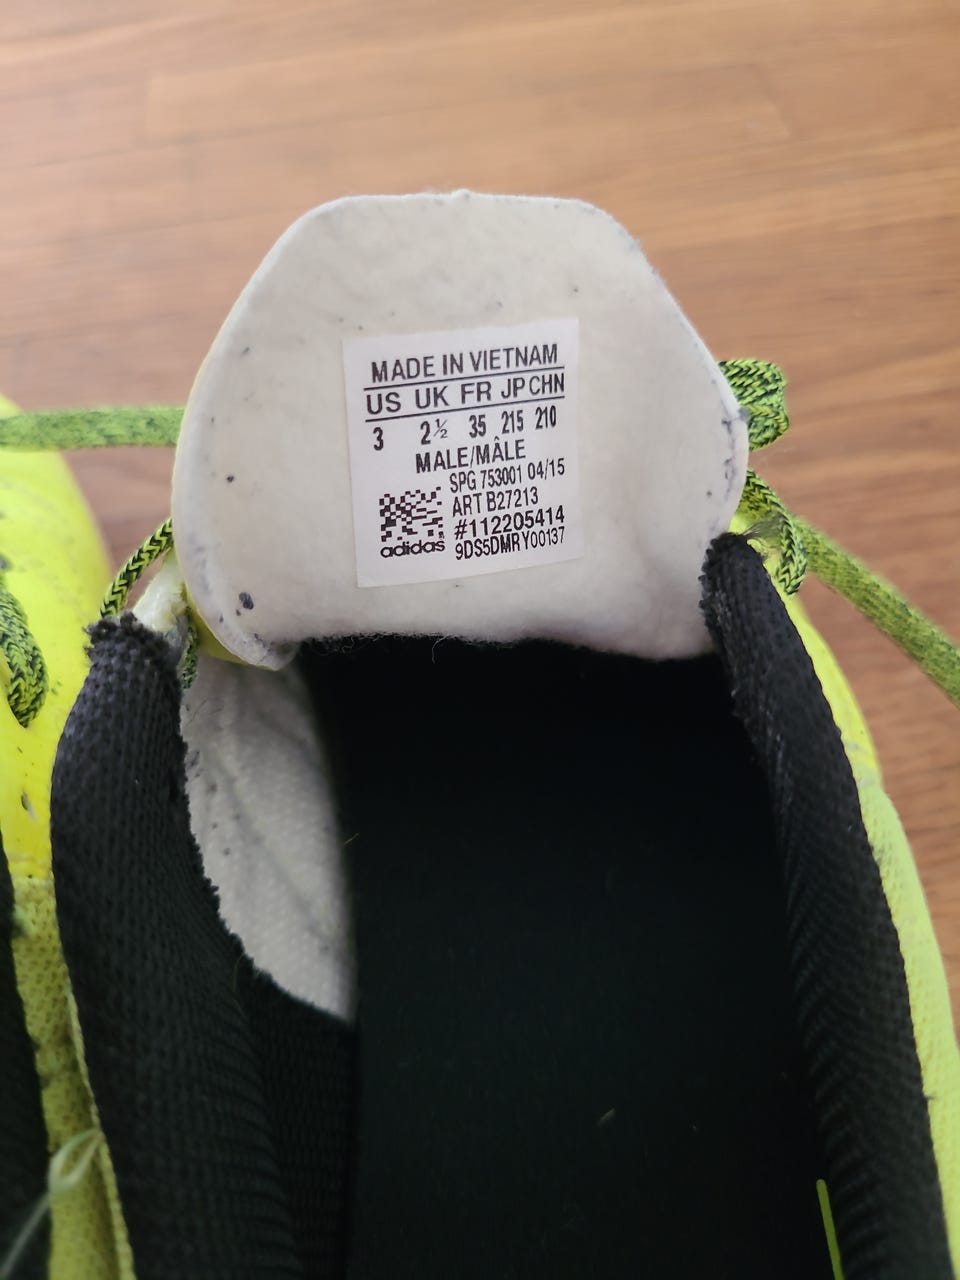 MADE IN VIETNAM
US UK FR JP CHN
3 2½ 35 215 210
MALE/MÂLE
SPG 753001 04/15
ART B27213
#112205414
adidas 9DS5DMRY00137